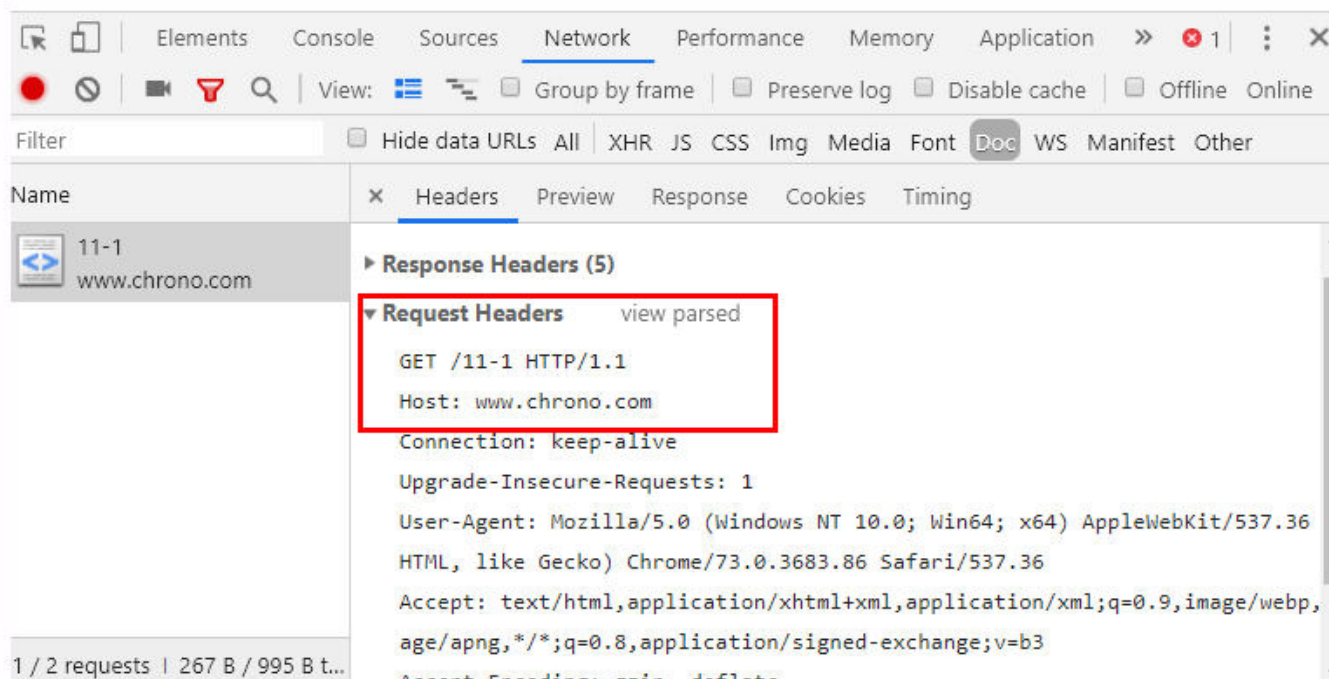 Elements Console Sources Network Performance Memory Application » 1
View: Group by frame Preserve log Disable cache Offline Online
Filter Hide data URLs All XHR JS CSS Img Media Font Doc WS Manifest Other
Name
× Headers Preview Response Cookies Timing
11-1
www.chrono.com
Response Headers (5)
Request Headers view parsed
GET /11-1 HTTP/1.1
Host: www.chrono.com
Connection: keep-alive
Upgrade-Insecure-Requests: 1
User-Agent: Mozilla/5.0 (Windows NT 10.0; Win64; x64) AppleWebKit/537.36
HTML, like Gecko) Chrome/73.0.3683.86 Safari/537.36
Accept: text/html,application/xhtml+xml,application/xml;q=0.9,image/webp,
age/apng,*/*;q=0.8,application/signed-exchange;v=b3
Accept-Encoding: gzip, deflate
1 / 2 requests | 267 B / 995 B t...